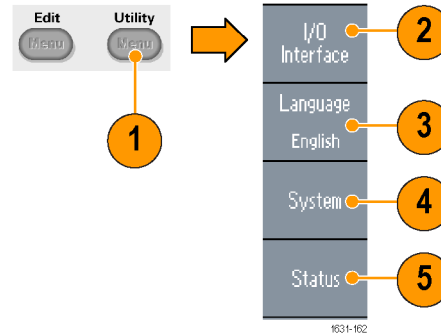 Edit Utility
Menu Menu
1
I/O
Interface
2
Language
English
3
System
4
Status
5
1631-162